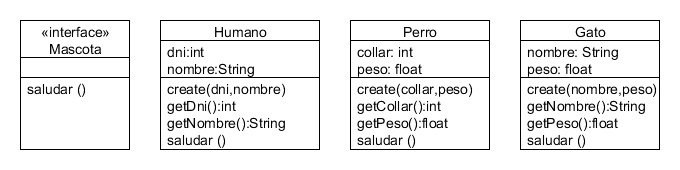 «interface»
Mascota
saludar ()
Humano
dni:int
nombre:String
create(dni,nombre)
getDni():int
getNombre():String
saludar ()
Perro
collar: int
peso: float
create(collar,peso)
getCollar():int
getPeso():float
saludar ()
Gato
nombre: String
peso: float
create(nombre,peso)
getNombre():String
getPeso():float
saludar ()